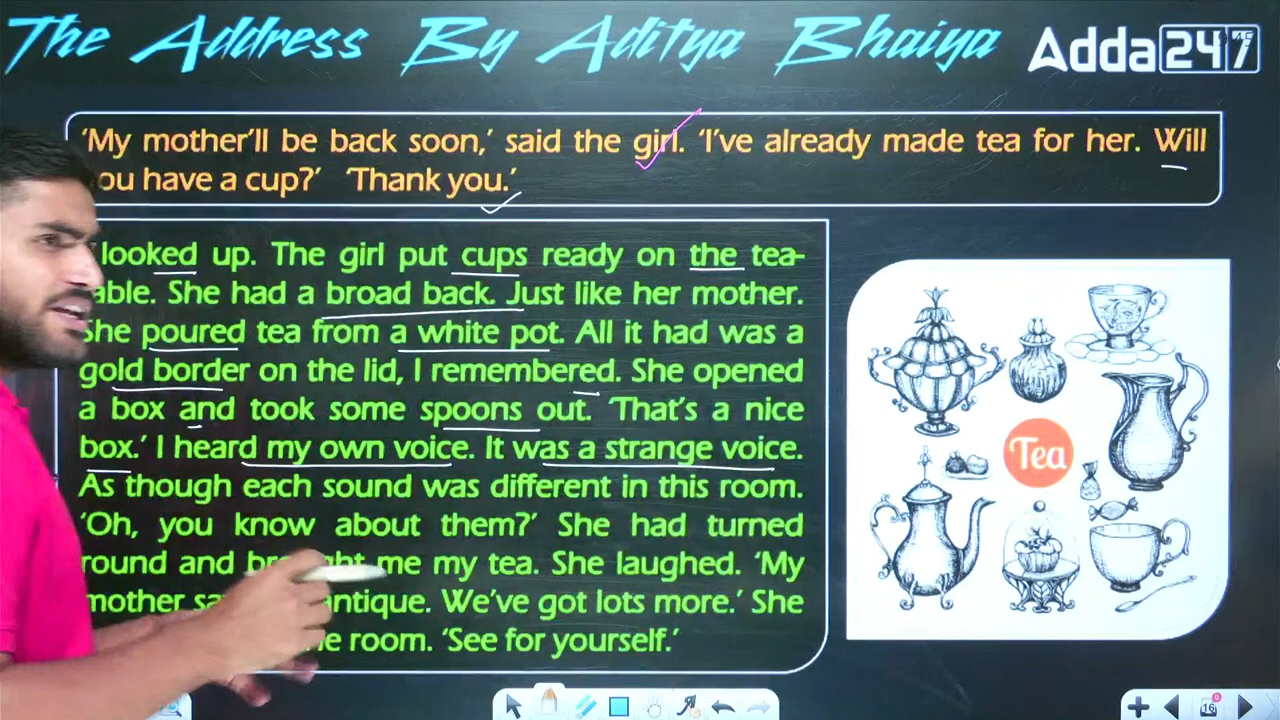 The Address By Aditya Bhaiya
Adda 247
'My mother'll be back soon,' said the girl. 'I've already made tea for her. Will
ou have a cup?' 'Thank you.'
looked up. The girl put cups ready on the tea-
able. She had a broad back. Just like her mother.
She poured tea from a white pot. All it had was a
gold border on the lid, I remembered. She opened
a box and took some spoons out. 'That's a nice
box.' I heard my own voice. It was a strange voice.
As though each sound was different in this room.
'Oh, you know about them?' She had turned
round and me my tea. She laughed. 'My
mother antique. We've got lots more.' She
room. 'See for yourself.'
Tea
16